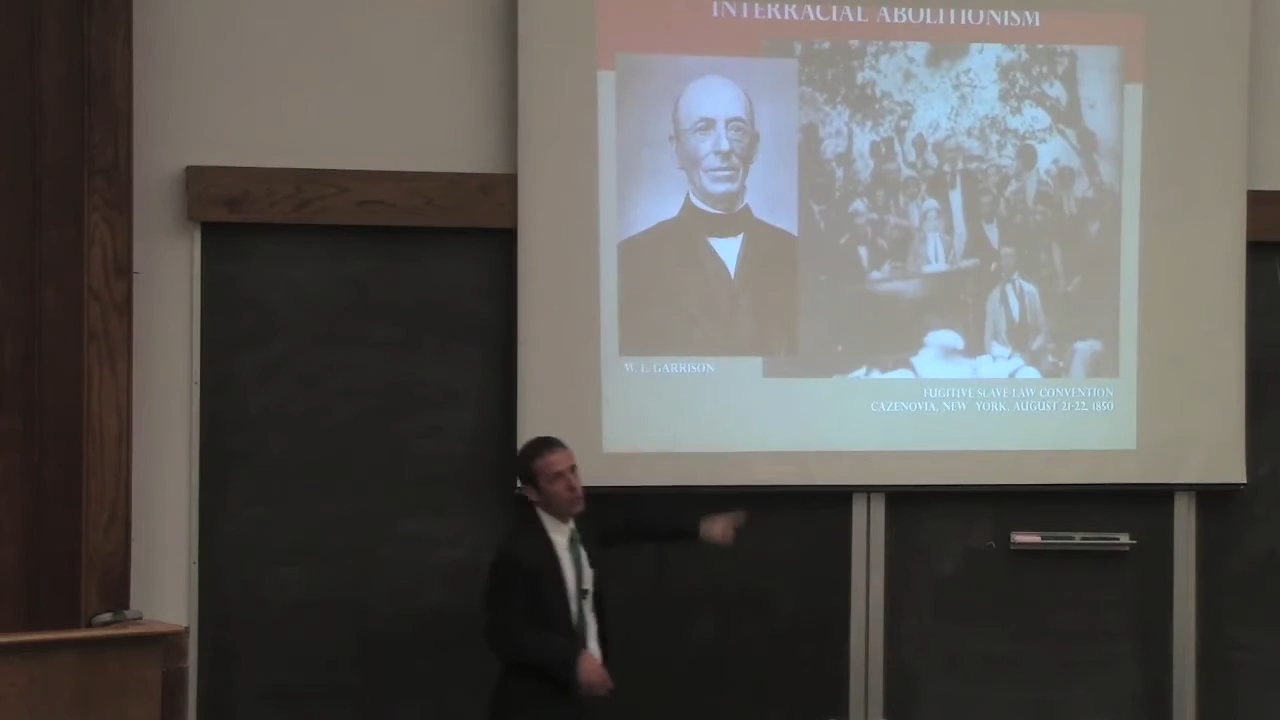 INTERRACIAL ABOLITIONISM
W. L. GARRISON
FUGITIVE SLAVE LAW CONVENTION
CAZENOVIA, NEW YORK, AUGUST 21-22, 1850